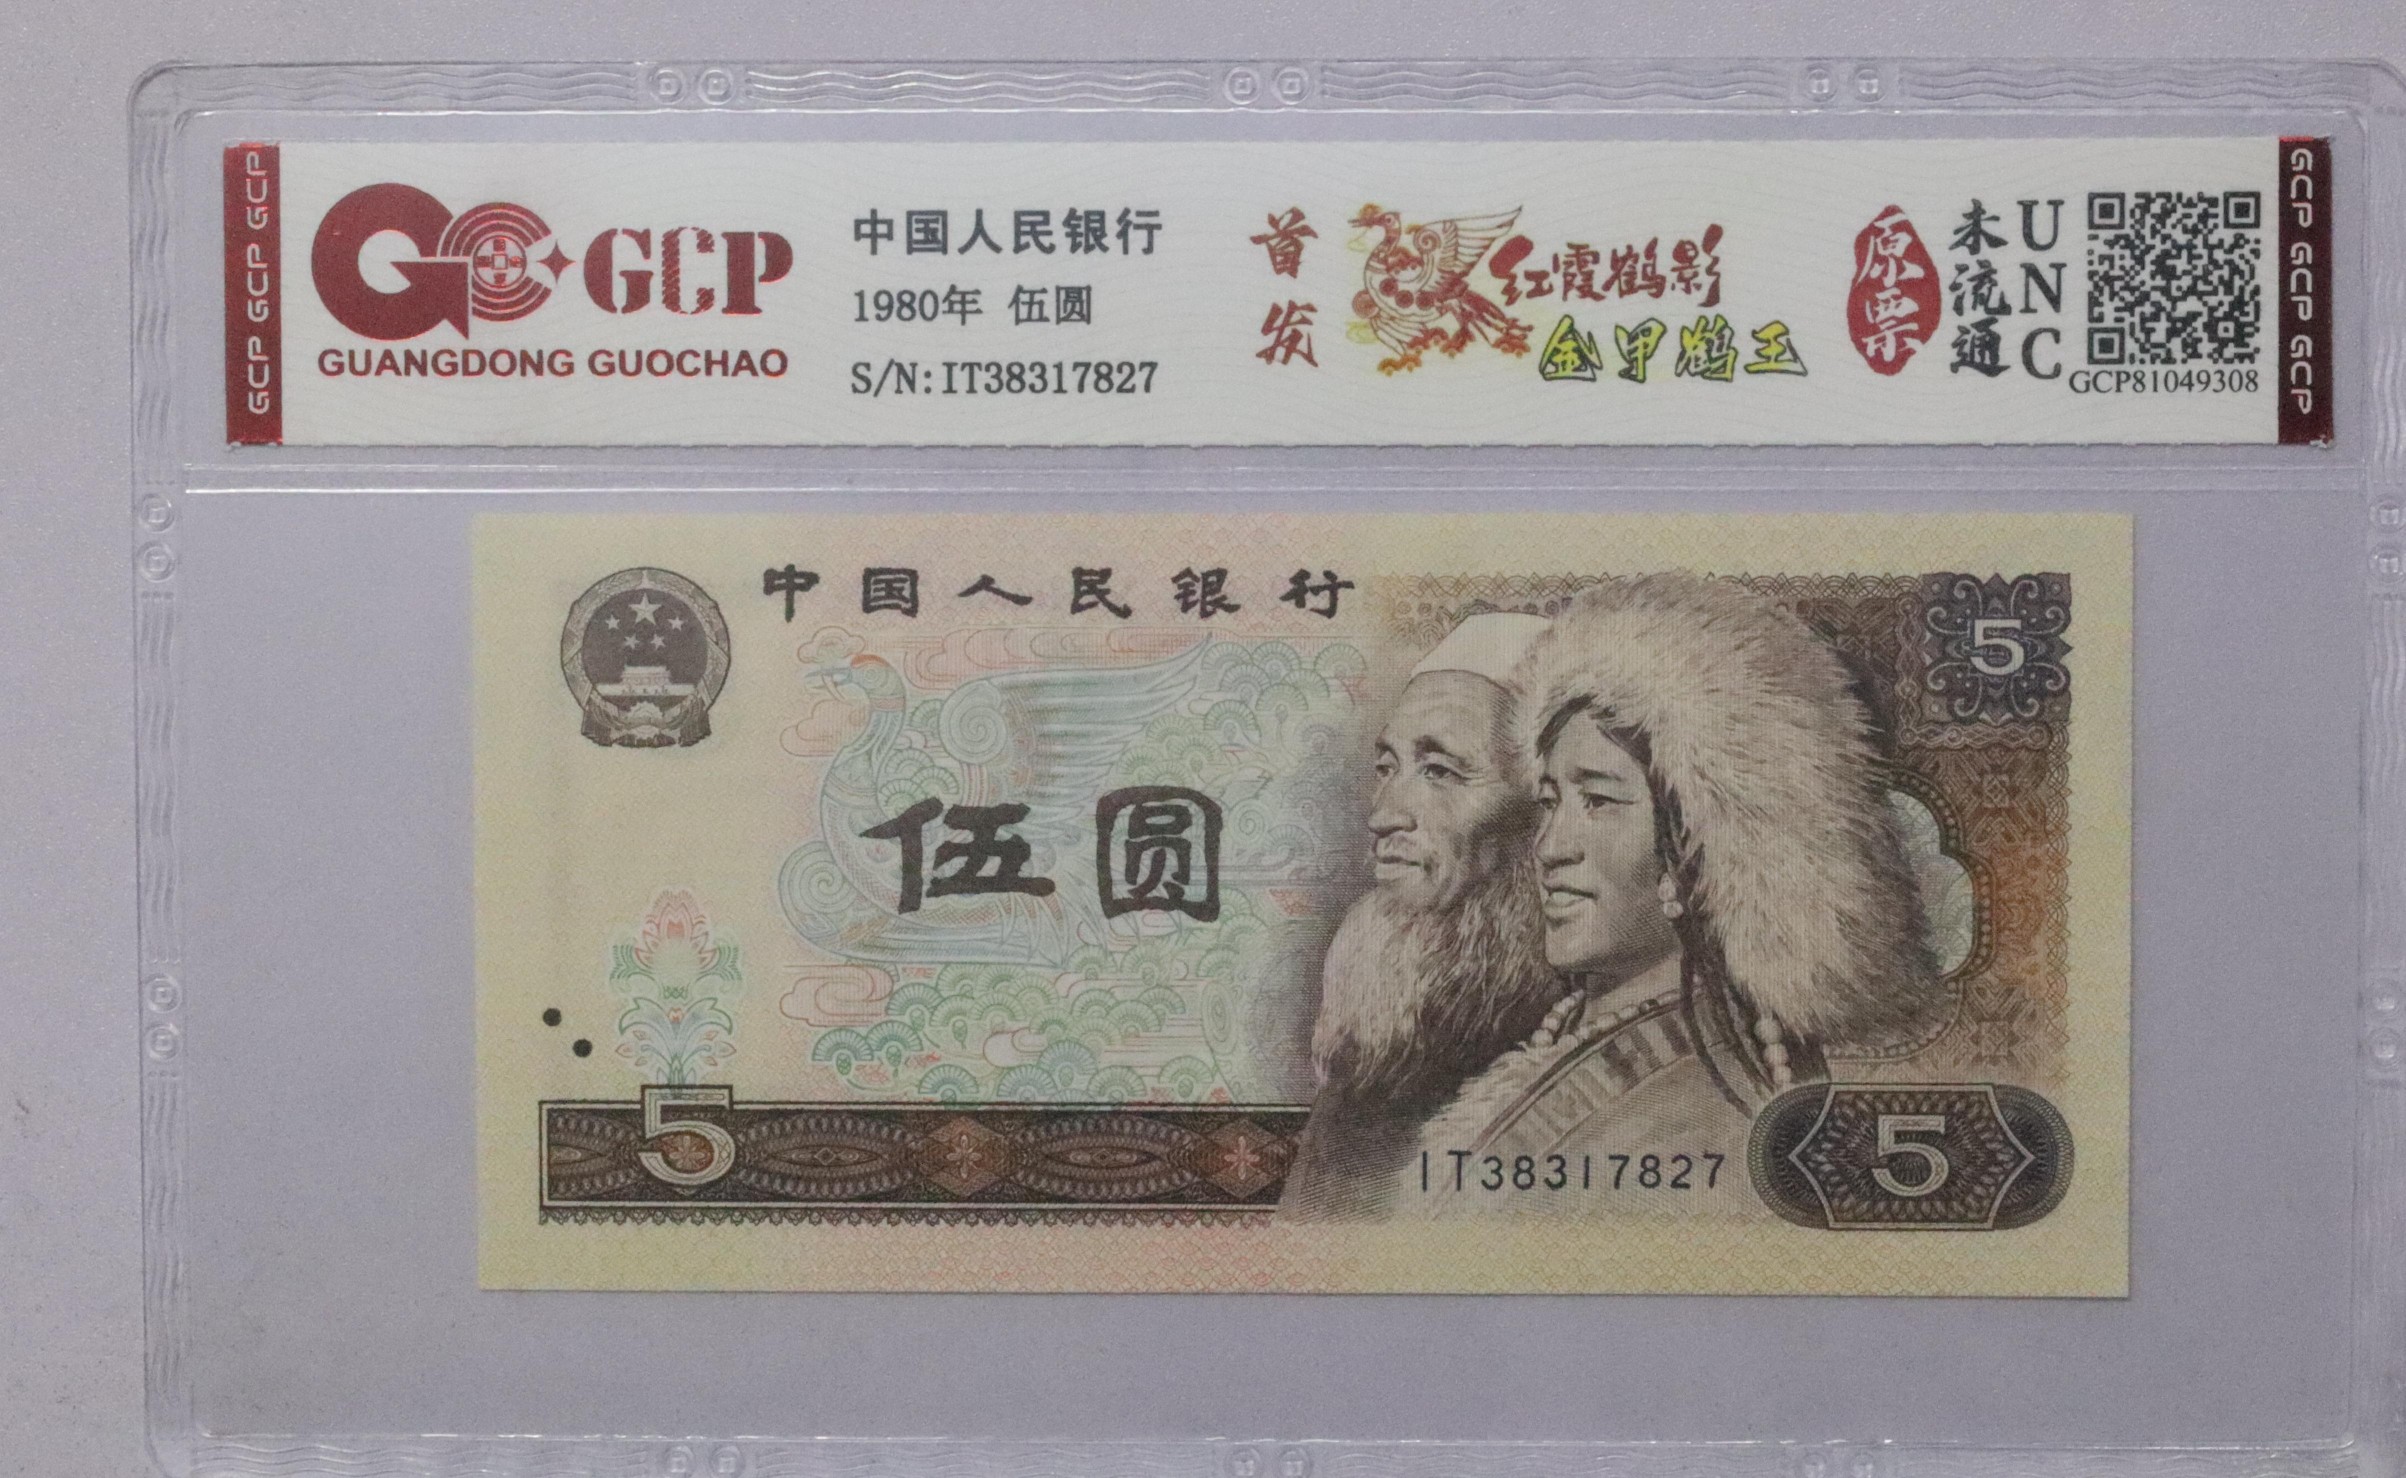 GCP GCP GCP
GCP
GUANGDONG GUOCHAO
中国人民银行
1980年 伍圆
S/N:IT38317827
首发
红霞鹤影
金甲鹤王
原票
未流通
UNC
GCP81049308
GCP GCP GCP
中国人民银行
5
伍圆
5
IT38317827
5